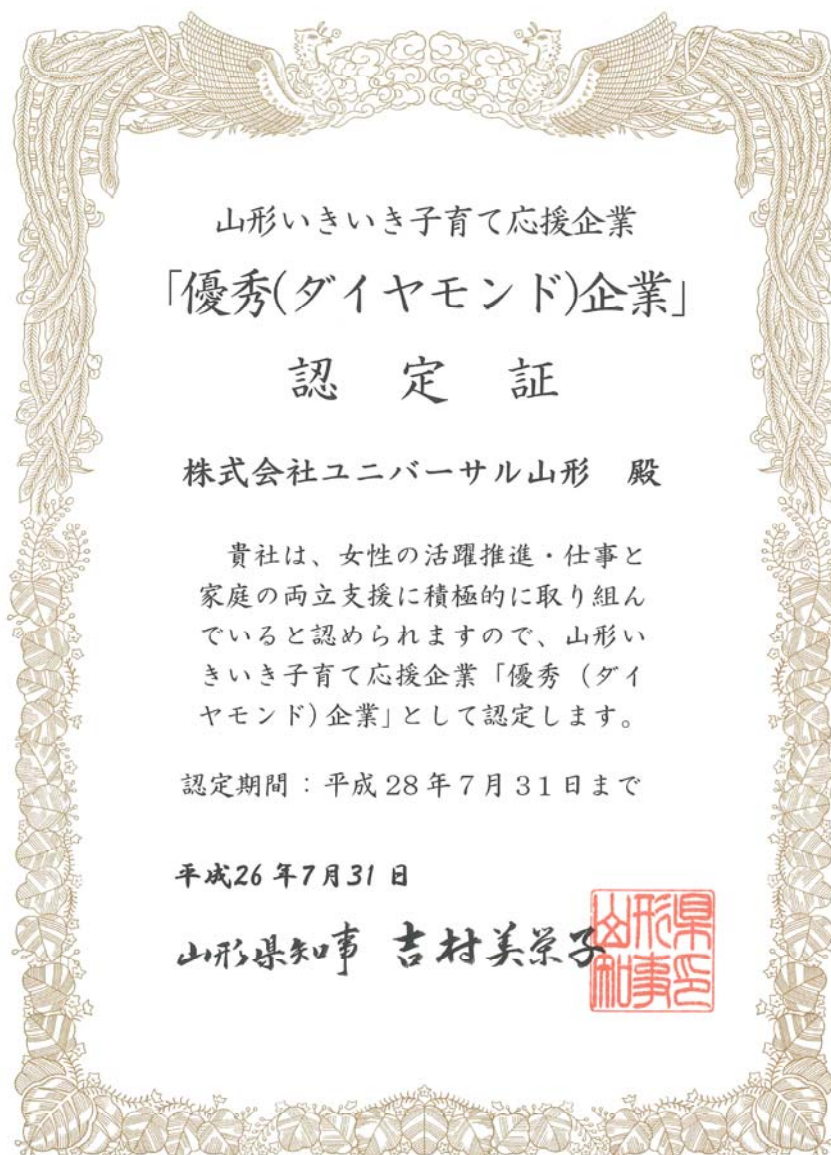 山形いきいき子育て応援企業
「優秀(ダイヤモンド)企業」
認 定 証
株式会社ユニバーサル山形 殿
貴社は、女性の活躍推進・仕事と
家庭の両立支援に積極的に取り組ん
でいると認められますので、山形い
きいき子育て応援企業「優秀（ダイ
ヤモンド）企業」として認定します。
認定期間：平成28年7月31日まで
平成26年7月31日
山形県知事 吉村美栄子
山形県知事印